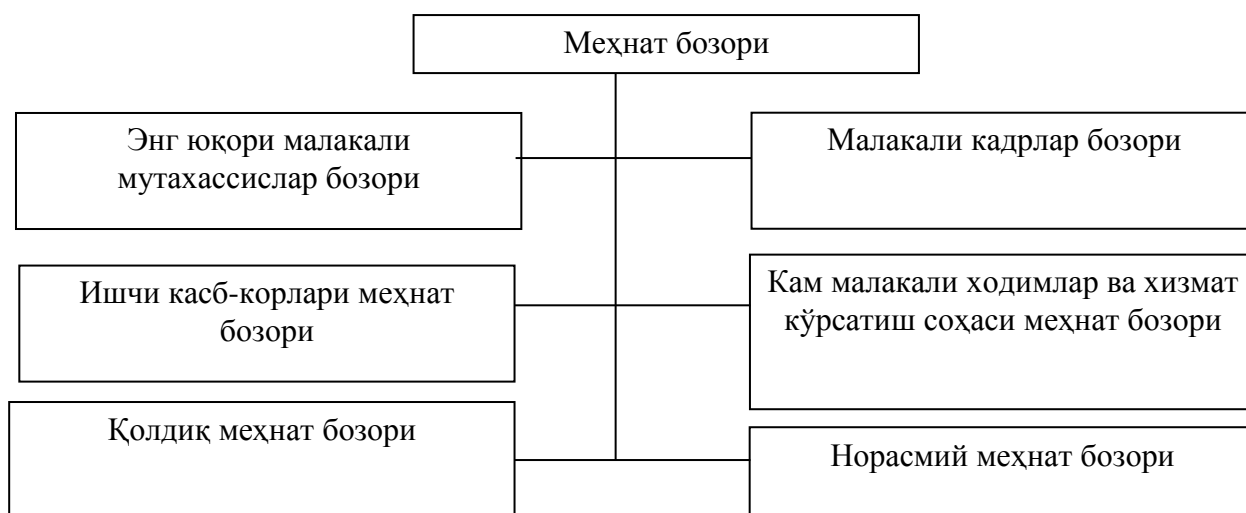 Меҳнат бозори
Энг юқори малакали
мутахассислар бозори
Малакали кадрлар бозори
Ишчи касб-корлари меҳнат
бозори
Кам малакали ходимлар ва хизмат
кўрсатиш соҳаси меҳнат бозори
Қолдиқ меҳнат бозори
Норасмий меҳнат бозори